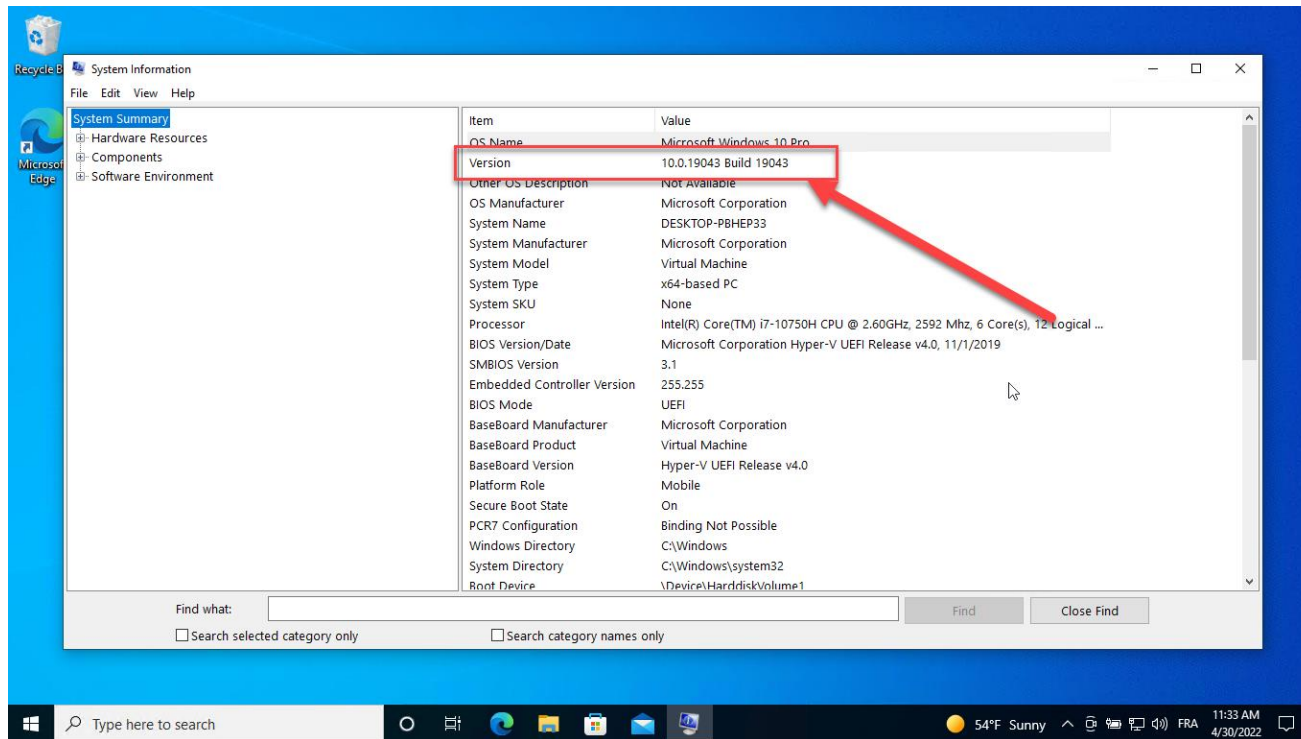 Recycle B
Microsof
Edge
System Information
File Edit View Help
System Summary
Hardware Resources
Components
Software Environment
Item Value
OS Name Microsoft Windows 10 Pro
Version 10.0.19043 Build 19043
Other OS Description Not Available
OS Manufacturer Microsoft Corporation
System Name DESKTOP-PBHEP33
System Manufacturer Microsoft Corporation
System Model Virtual Machine
System Type x64-based PC
System SKU None
Processor Intel(R) Core(TM) i7-10750H CPU @ 2.60GHz, 2592 Mhz, 6 Core(s), 12 Logical ...
BIOS Version/Date Microsoft Corporation Hyper-V UEFI Release v4.0, 11/1/2019
SMBIOS Version 3.1
Embedded Controller Version 255.255
BIOS Mode UEFI
BaseBoard Manufacturer Microsoft Corporation
BaseBoard Product Virtual Machine
BaseBoard Version Hyper-V UEFI Release v4.0
Platform Role Mobile
Secure Boot State On
PCR7 Configuration Binding Not Possible
Windows Directory C:\Windows
System Directory C:\Windows\system32
Boot Device \Device\HarddiskVolume1
Find what: Find Close Find
Search selected category only Search category names only
Type here to search 54°F Sunny FRA 11:33 AM
4/30/2022